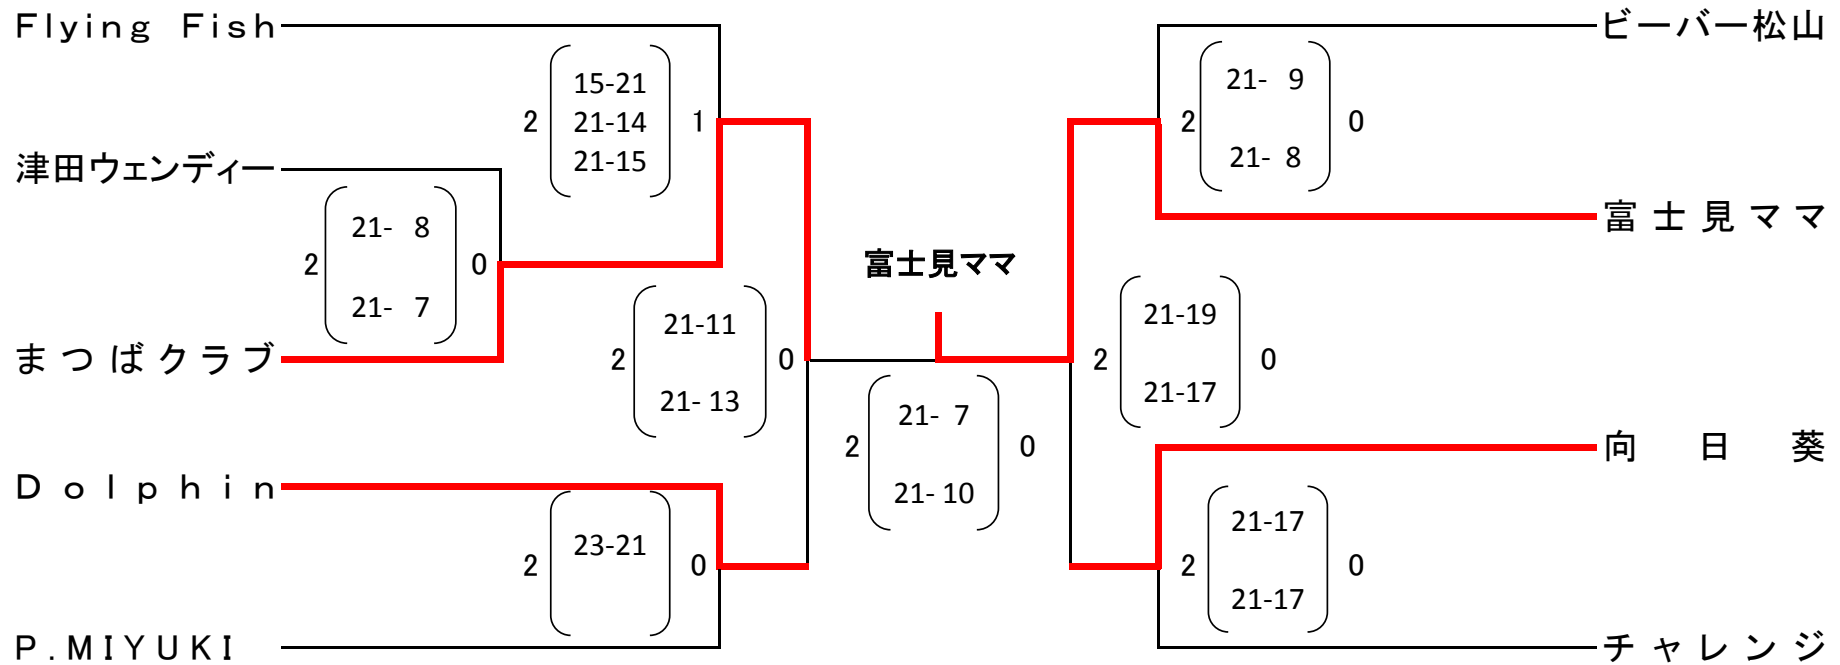 Flying Fish
ビーバー松山
15-21
21- 9
2 21-14 1
2 0
津田ウェンディー
21-15
21- 8
21- 8
富士見ママ
2 0
富士見ママ
21- 7
21-11
21-19
まつばクラブ
2 0
2 0
21-13
21-17
21- 7
2 0
向日葵
Dolphin
21-10
23-21
21-17
2 0
2 0
21-17
P.MIYUKI
チャレンジ